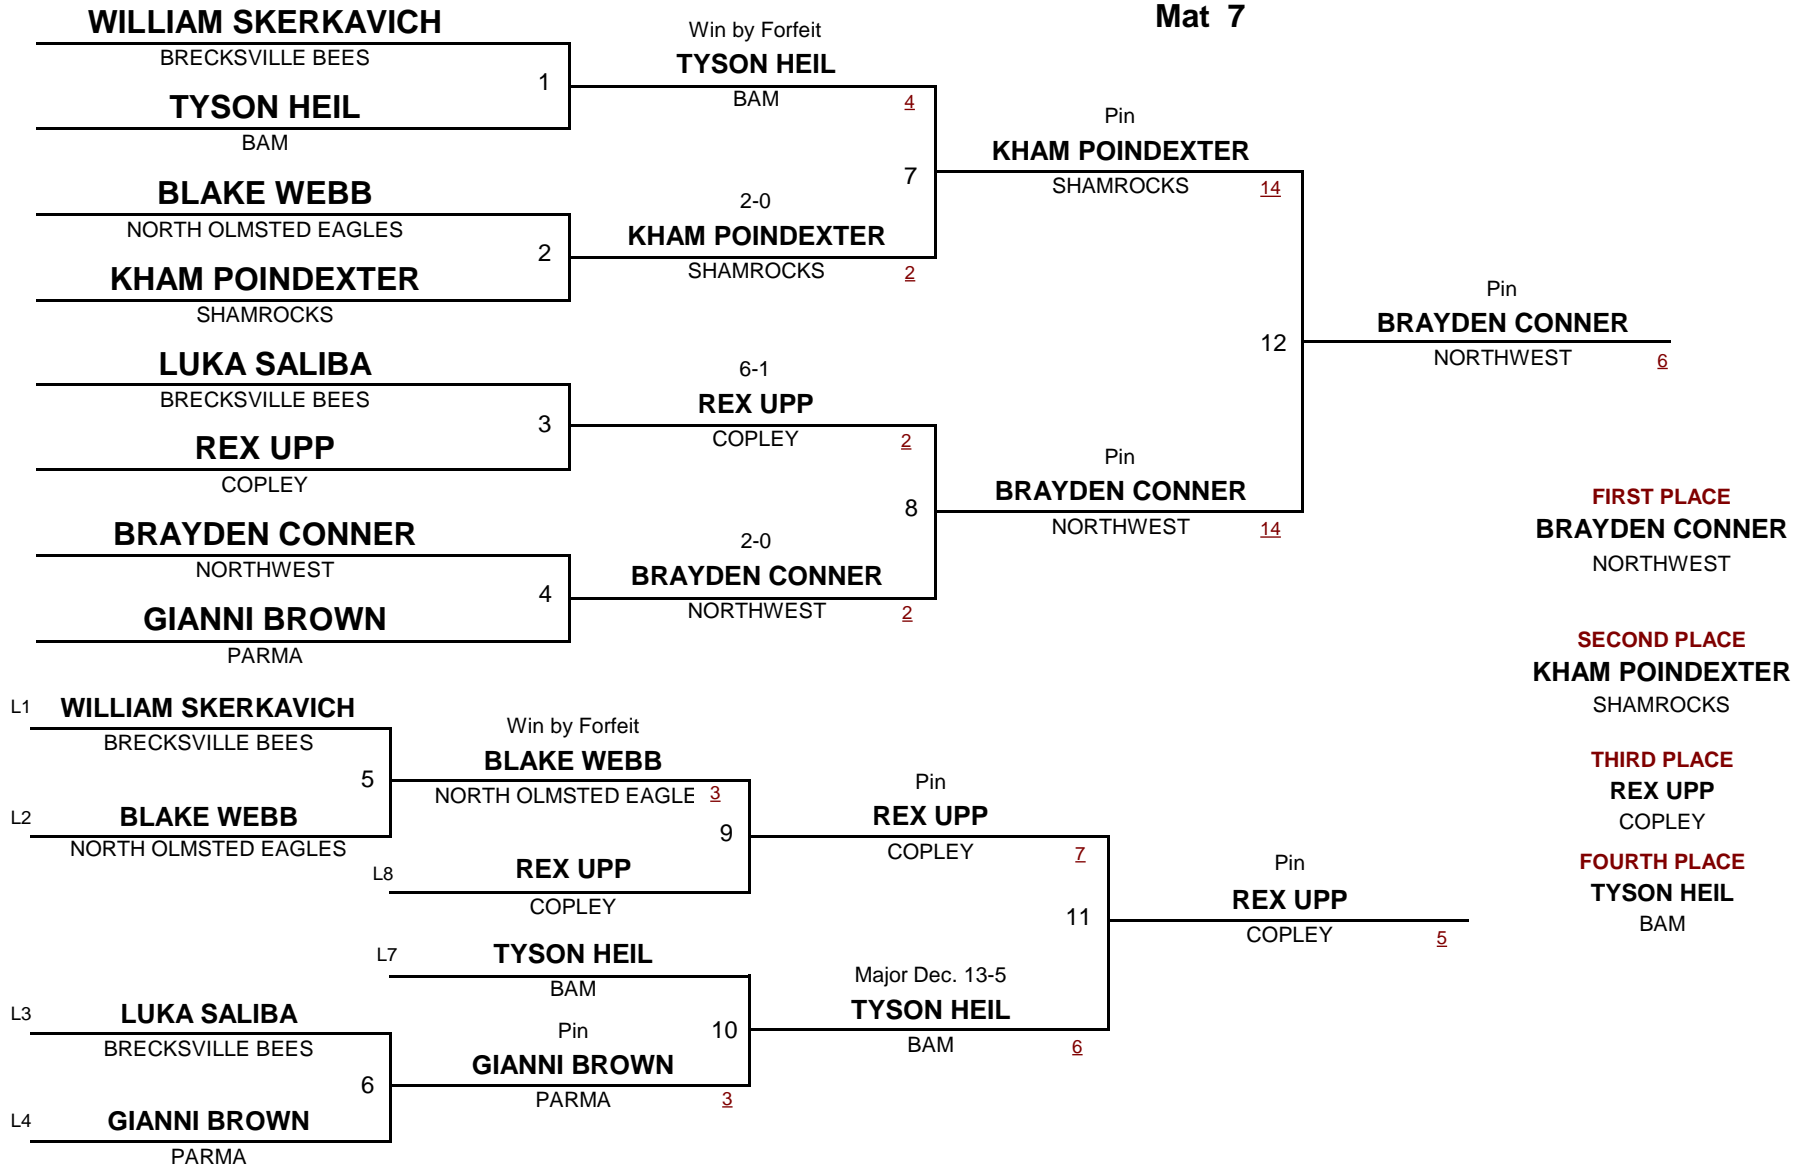 Mat 7
WILLIAM SKERKAVICH
BRECKSVILLE BEES
1
TYSON HEIL
BAM
BLAKE WEBB
NORTH OLMSTED EAGLES
2
KHAM POINDEXTER
SHAMROCKS
LUKA SALIBA
BRECKSVILLE BEES
3
REX UPP
COPLEY
BRAYDEN CONNER
NORTHWEST
4
GIANNI BROWN
PARMA
Win by Forfeit
TYSON HEIL
BAM 4
7
2-0
KHAM POINDEXTER
SHAMROCKS 2
6-1
REX UPP
COPLEY 2
8
2-0
BRAYDEN CONNER
NORTHWEST 2
Pin
KHAM POINDEXTER
SHAMROCKS 14
12
Pin
BRAYDEN CONNER
NORTHWEST 14
Pin
BRAYDEN CONNER
NORTHWEST 6
FIRST PLACE
BRAYDEN CONNER
NORTHWEST
SECOND PLACE
KHAM POINDEXTER
SHAMROCKS
THIRD PLACE
REX UPP
COPLEY
FOURTH PLACE
TYSON HEIL
BAM
L1 WILLIAM SKERKAVICH
BRECKSVILLE BEES
5
L2 BLAKE WEBB
NORTH OLMSTED EAGLES
L3 LUKA SALIBA
BRECKSVILLE BEES
6
L4 GIANNI BROWN
PARMA
Win by Forfeit
BLAKE WEBB
NORTH OLMSTED EAGLE 3
9
L8 REX UPP
COPLEY
L7 TYSON HEIL
BAM
10
Pin
GIANNI BROWN
PARMA 3
Pin
REX UPP
COPLEY 7
11
Major Dec. 13-5
TYSON HEIL
BAM 6
Pin
REX UPP
COPLEY 5